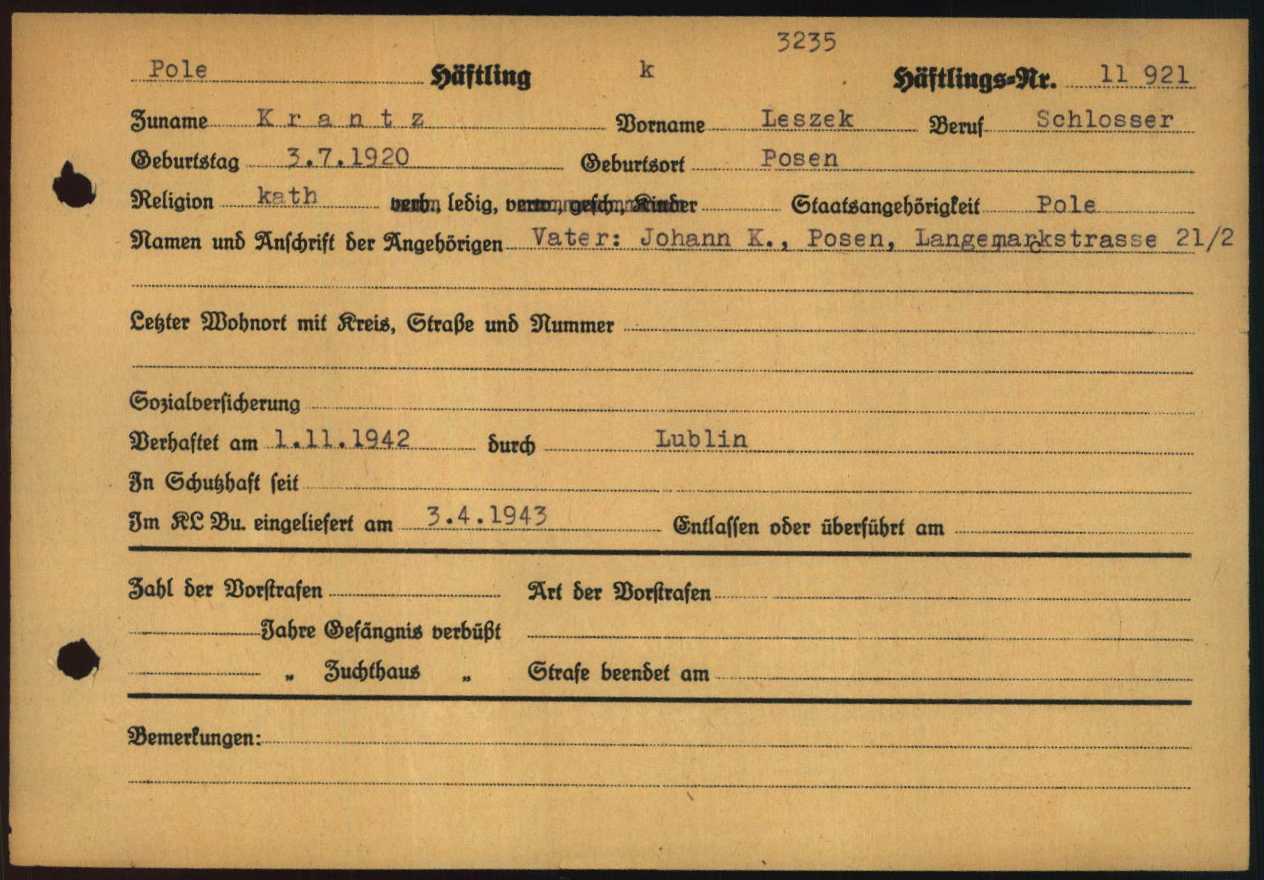 3235
Pole Häftling k Häftlings-Nr. 11 921
Zuname Krantz Vorname Leszek Beruf Schlosser
Geburtstag 3.7.1920 Geburtsort Posen
Religion kath verh., ledig, verw., gesch., Kinder Staatsangehörigkeit Pole
Namen und Anschrift der Angehörigen Vater: Johann K., Posen, Langemarckstrasse 21/2
Letzter Wohnort mit Kreis, Straße und Nummer
Sozialversicherung
Verhaftet am 1.11.1942 durch Lublin
In Schutzhaft seit
Im KL Bu. eingeliefert am 3.4.1943 Entlassen oder überführt am
Zahl der Vorstrafen Art der Vorstrafen
Jahre Gefängnis verbüßt
„ Zuchthaus „ Strafe beendet am
Bemerkungen: